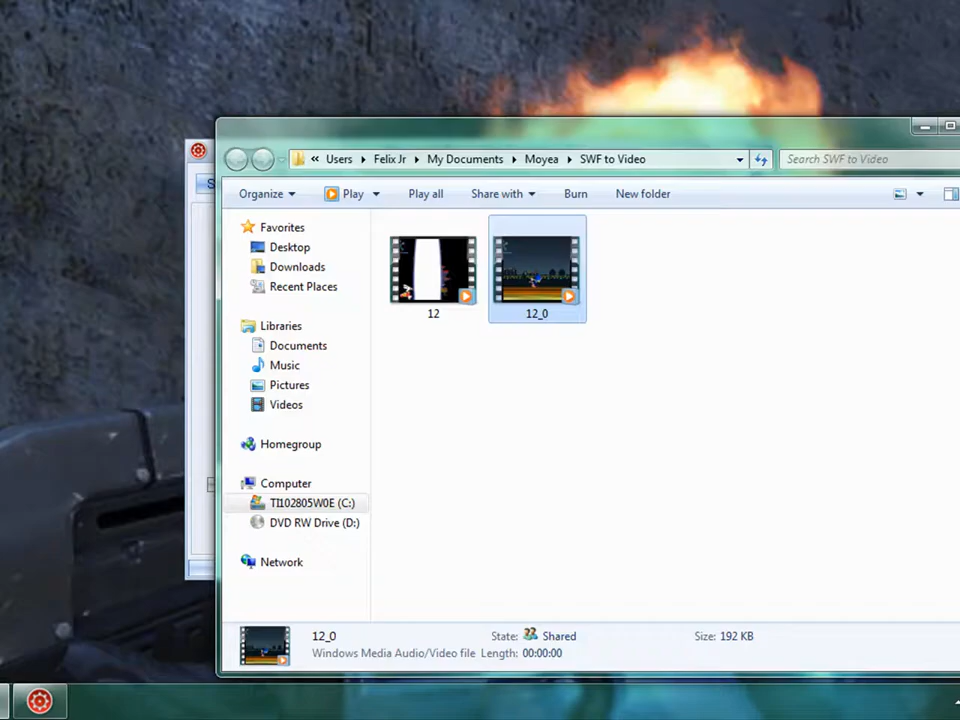 « Users ▸ Felix Jr ▸ My Documents ▸ Moyea ▸ SWF to Video
Search SWF to Video
Organize
Play
Play all
Share with
Burn
New folder
Favorites
Desktop
Downloads
Recent Places
Libraries
Documents
Music
Pictures
Videos
Homegroup
Computer
TI102805W0E (C:)
DVD RW Drive (D:)
Network
12
12_0
12_0
State: Shared
Size: 192 KB
Windows Media Audio/Video file
Length: 00:00:00